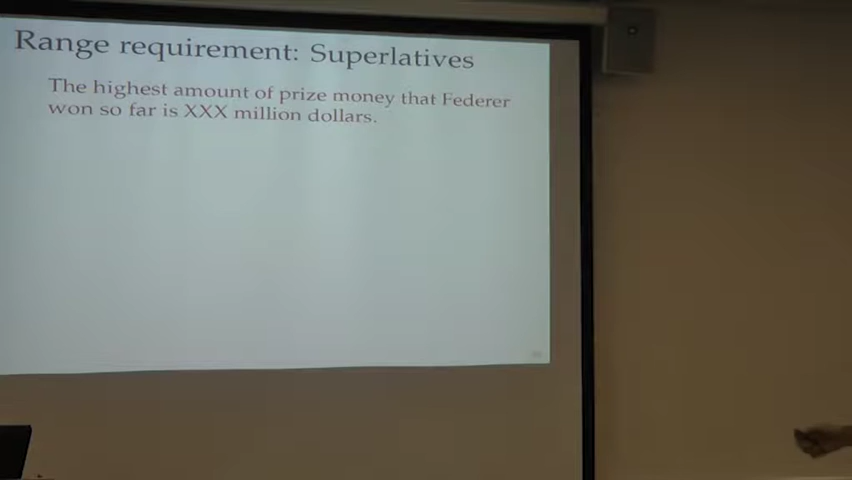 Range requirement: Superlatives
The highest amount of prize money that Federer
won so far is XXX million dollars.